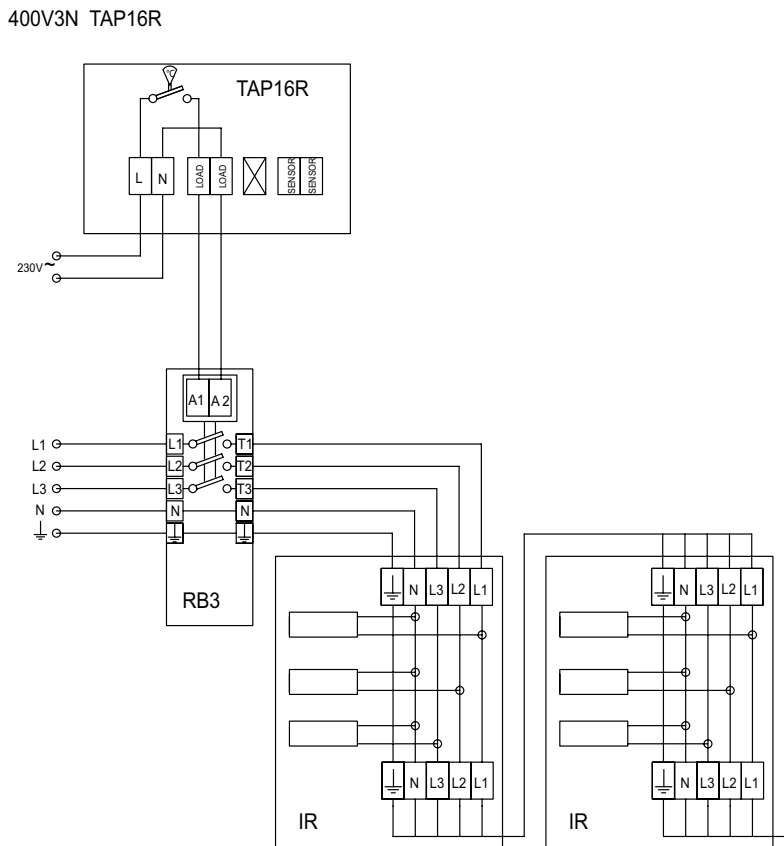 400V3N TAP16R
°C
TAP16R
L N LOAD LOAD SENSOR SENSOR
230V~
A1 A2
L1 L1 T1
L2 L2 T2
L3 L3 T3
N N N
RB3
N L3 L2 L1
N L3 L2 L1
N L3 L2 L1
N L3 L2 L1
IR
IR